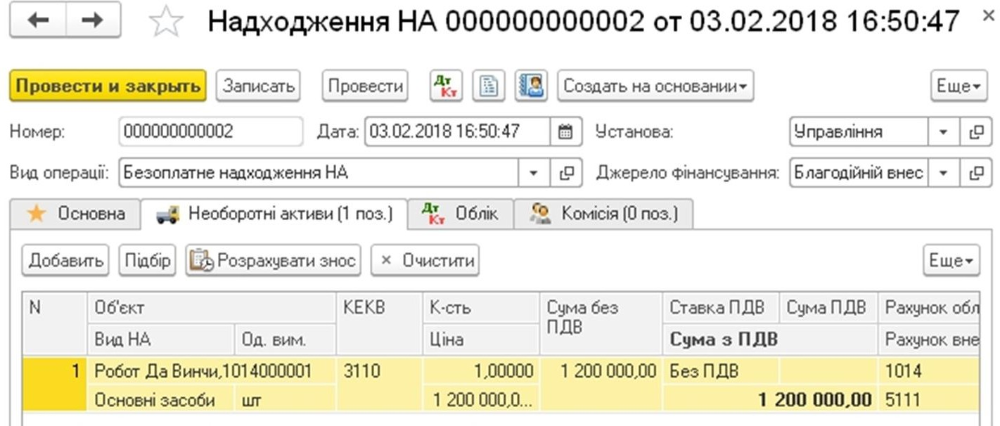 Надходження НА 000000000002 от 03.02.2018 16:50:47
Провести и закрыть Записать Провести Дт Кт Создать на основании Еще
Номер: 000000000002 Дата: 03.02.2018 16:50:47 Установа: Управління
Вид операції: Безоплатне надходження НА Джерело фінансування: Благодійній внес
Основна Необоротні активи (1 поз.) Дт Кт Облік Комісія (0 поз.)
Добавить Підбір Розрахувати знос × Очистити Еще
N Об'єкт КЕКВ К-сть Сума без ПДВ Ставка ПДВ Сума ПДВ Рахунок обл
Вид НА Од. вим. Ціна Сума з ПДВ Рахунок вне
1 Робот Да Винчи,1014000001 3110 1,00000 1 200 000,00 Без ПДВ 1014
Основні засоби шт 1 200 000,0... 1 200 000,00 5111